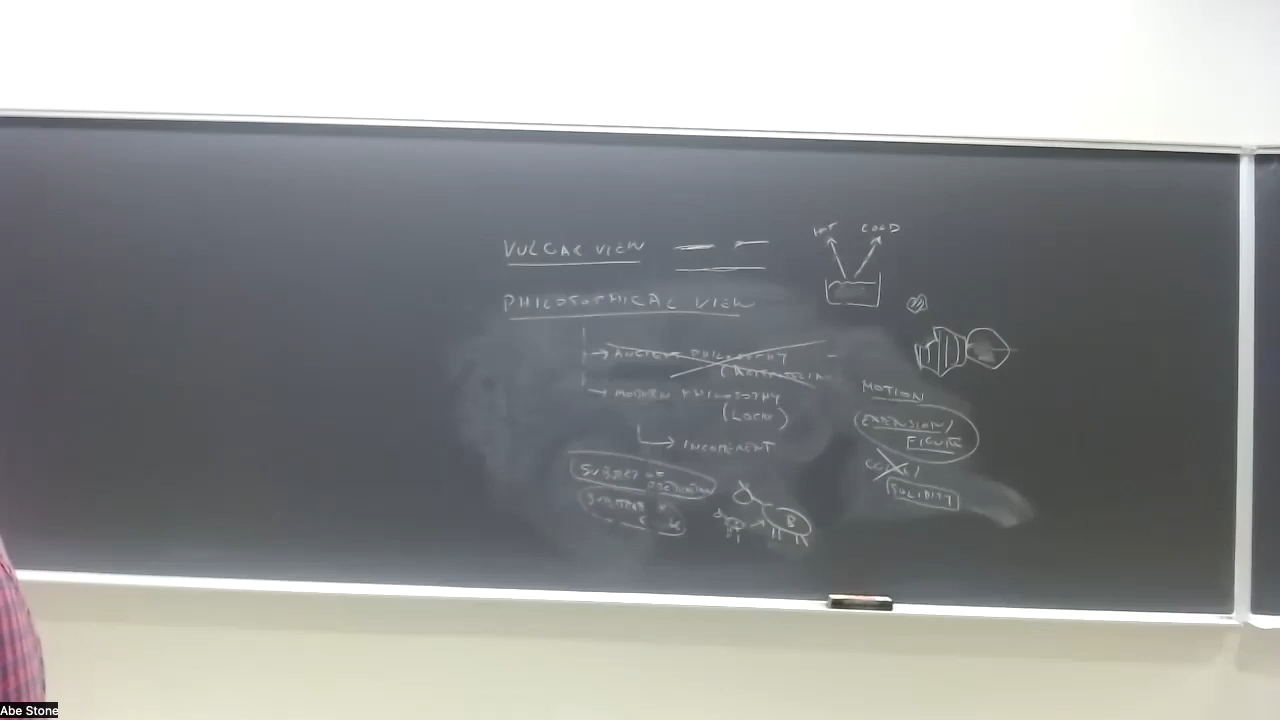 VULGAR VIEW
HOT COLD
PHILOSOPHICAL VIEW
→ ANCIENT PHILOSOPHY
→ MODERN PHILOSOPHY
(LOCKE)
→ INCOHERENT
MOTION
EXTENSION/
FIGURE
COLOR/
SOLIDITY
SUBJECT OF
B
Abe Stone